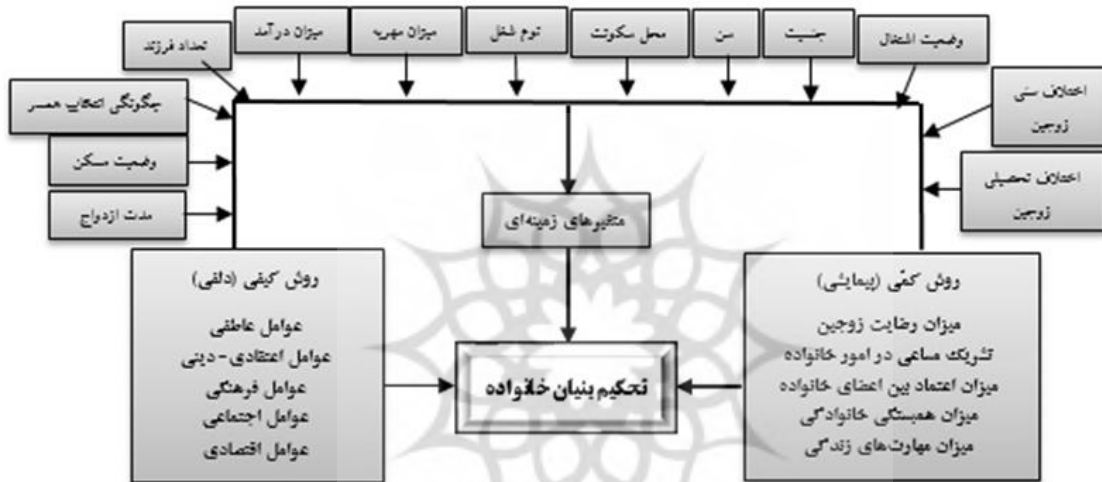 وضعیت اشتغال
جنسیت
سن
محل سکونت
نوع شغل
میزان مهریه
میزان درآمد
تعداد فرزند
چگونگی انتخاب همسر
وضعیت مسکن
مدت ازدواج
اختلاف سنی
زوجین
اختلاف تحصیلی
زوجین
متغیرهای زمینه‌ای
روش کمّی (پیمایشی)
میزان رضایت زوجین
تشریک مساعی در امور خانواده
میزان اعتماد بین اعضای خانواده
میزان همبستگی خانوادگی
میزان مهارت‌های زندگی
تحکیم بنیان خانواده
روش کیفی (دلفی)
عوامل عاطفی
عوامل اعتقادی-دینی
عوامل فرهنگی
عوامل اجتماعی
عوامل اقتصادی